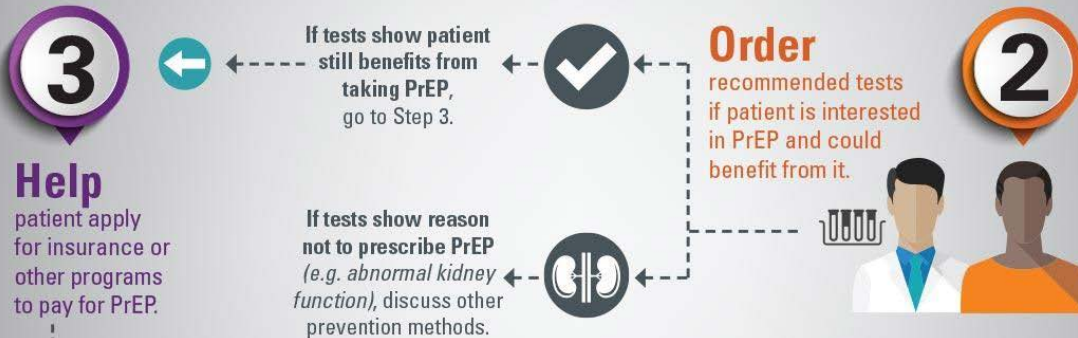 2
Order
recommended tests
if patient is interested
in PrEP and could
benefit from it.
If tests show patient
still benefits from
taking PrEP,
go to Step 3.
If tests show reason
not to prescribe PrEP
(e.g. abnormal kidney
function), discuss other
prevention methods.
3
Help
patient apply
for insurance or
other programs
to pay for PrEP.